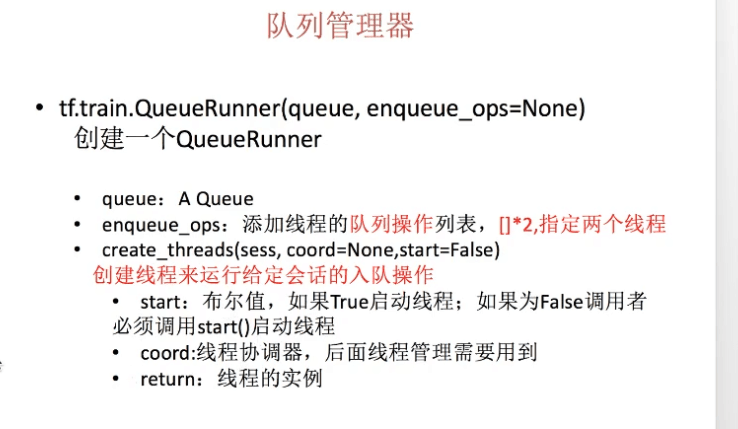 队列管理器
• tf.train.QueueRunner(queue, enqueue_ops=None)
创建一个QueueRunner
• queue：A Queue
• enqueue_ops：添加线程的队列操作列表，[]*2,指定两个线程
• create_threads(sess, coord=None,start=False)
创建线程来运行给定会话的入队操作
• start：布尔值，如果True启动线程；如果为False调用者
必须调用start()启动线程
• coord:线程协调器，后面线程管理需要用到
• return：线程的实例